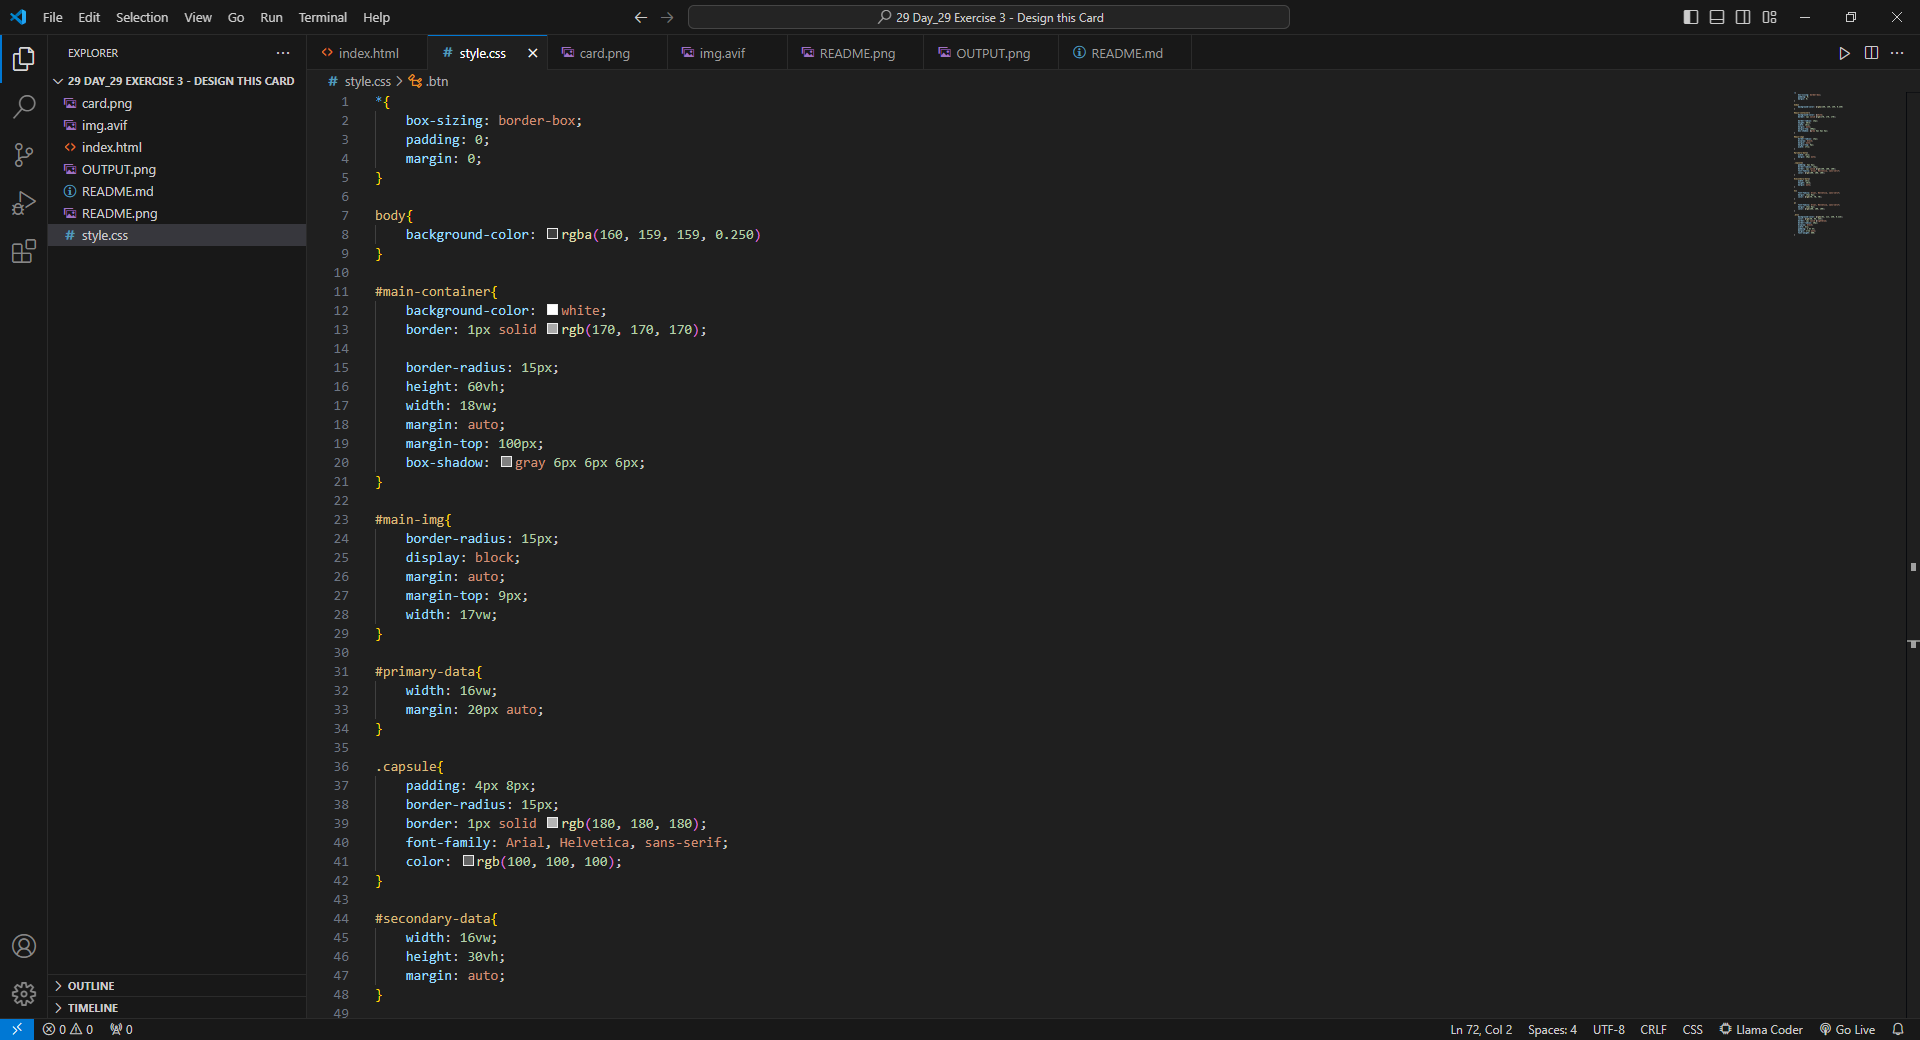 File Edit Selection View Go Run Terminal Help
29 Day_29 Exercise 3 - Design this Card
EXPLORER
29 DAY_29 EXERCISE 3 - DESIGN THIS CARD
card.png
img.avif
index.html
OUTPUT.png
README.md
README.png
# style.css
OUTLINE
TIMELINE
index.html # style.css card.png img.avif README.png OUTPUT.png README.md
# style.css > .btn
1 *{
2 box-sizing: border-box;
3 padding: 0;
4 margin: 0;
5 }
6
7 body{
8 background-color: rgba(160, 159, 159, 0.250)
9 }
10
11 #main-container{
12 background-color: white;
13 border: 1px solid rgb(170, 170, 170);
14
15 border-radius: 15px;
16 height: 60vh;
17 width: 18vw;
18 margin: auto;
19 margin-top: 100px;
20 box-shadow: gray 6px 6px 6px;
21 }
22
23 #main-img{
24 border-radius: 15px;
25 display: block;
26 margin: auto;
27 margin-top: 9px;
28 width: 17vw;
29 }
30
31 #primary-data{
32 width: 16vw;
33 margin: 20px auto;
34 }
35
36 .capsule{
37 padding: 4px 8px;
38 border-radius: 15px;
39 border: 1px solid rgb(180, 180, 180);
40 font-family: Arial, Helvetica, sans-serif;
41 color: rgb(100, 100, 100);
42 }
43
44 #secondary-data{
45 width: 16vw;
46 height: 30vh;
47 margin: auto;
48 }
49
0 0 0 Ln 72, Col 2 Spaces: 4 UTF-8 CRLF CSS Llama Coder Go Live